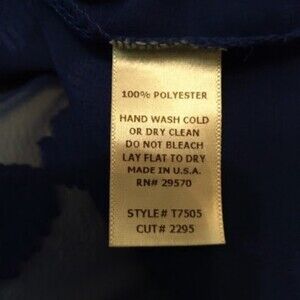 100% POLYESTER
HAND WASH COLD
OR DRY CLEAN
DO NOT BLEACH
LAY FLAT TO DRY
MADE IN U.S.A.
RN# 29570
STYLE# T7505
CUT# 2295